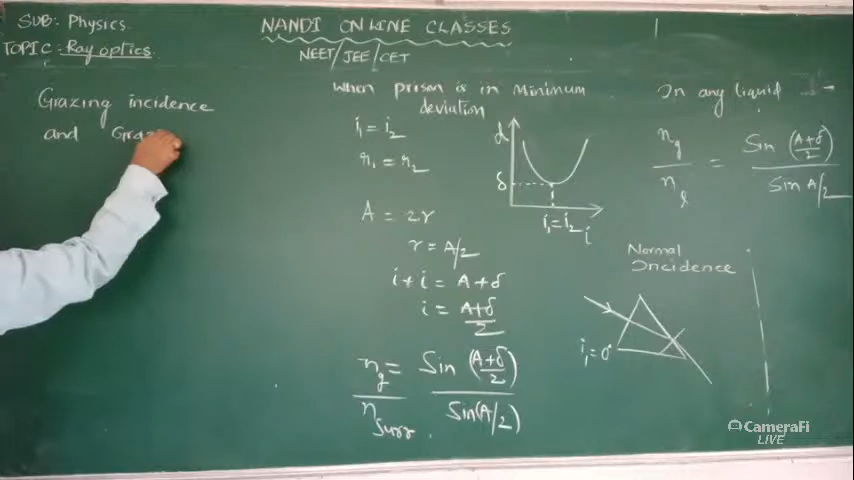 SUB: Physics
TOPIC: Ray optics
NANDI ONLINE CLASSES
NEET/JEE/CET
Grazing incidence
and Graz
When prism is in Minimum
deviation
i₁ = i₂
r₁ = r₂
A = 2r
r = A/2
i + i = A + δ
i = A+δ/2
n_g/n_surr. = Sin (A+δ/2)/Sin(A/2)
d
δ
i₁ = i₂
i
In any liquid :-
n_g/n_l = Sin (A+δ/2)/Sin A/2
Normal
Incidence
i₁ = 0°
CameraFi
LIVE